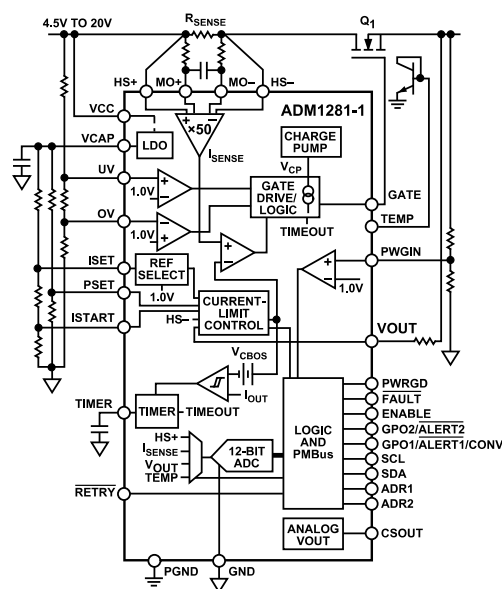 4.5V TO 20V
RSENSE
Q1
HS+
MO+
MO–
HS–
ADM1281-1
VCC
VCAP
LDO
+ –
×50
ISENSE
CHARGE
PUMP
VCP
UV
1.0V
+
–
GATE
DRIVE/
LOGIC
GATE
TEMP
OV
1.0V
–
+
TIMEOUT
+
–
PWGIN
+
–
1.0V
ISET
REF
SELECT
1.0V
PSET
ISTART
HS–
CURRENT-
LIMIT
CONTROL
VOUT
VCBOS
IOUT
TIMER
TIMER
TIMEOUT
LOGIC
AND
PMBus
PWRGD
FAULT
ENABLE
GPO2/ALERT2
GPO1/ALERT1/CONV
SCL
SDA
ADR1
ADR2
HS+
ISENSE
VOUT
TEMP
12-BIT
ADC
RETRY
ANALOG
VOUT
CSOUT
PGND
GND